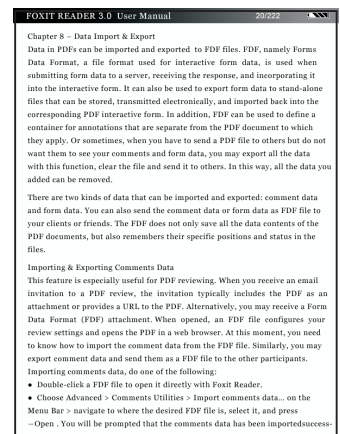 FOXIT READER 3.0 User Manual 20/222
Chapter 8 – Data Import & Export
Data in PDFs can be imported and exported to FDF files. FDF, namely Forms
Data Format, a file format used for interactive form data, is used when
submitting form data to a server, receiving the response, and incorporating it
into the interactive form. It can also be used to export form data to stand-alone
files that can be stored, transmitted electronically, and imported back into the
corresponding PDF interactive form. In addition, FDF can be used to define a
container for annotations that are separate from the PDF document to which
they apply. Or sometimes, when you have to send a PDF file to others but do not
want them to see your comments and form data, you may export all the data
with this function, clear the file and send it to others. In this way, all the data you
added can be removed.
There are two kinds of data that can be imported and exported: comment data
and form data. You can also send the comment data or form data as FDF file to
your clients or friends. The FDF does not only save all the data contents of the
PDF documents, but also remembers their specific positions and status in the
files.
Importing & Exporting Comments Data
This feature is especially useful for PDF reviewing. When you receive an email
invitation to a PDF review, the invitation typically includes the PDF as an
attachment or provides a URL to the PDF. Alternatively, you may receive a Form
Data Format (FDF) attachment. When opened, an FDF file configures your
review settings and opens the PDF in a web browser. At this moment, you need
to know how to import the comment data from the FDF file. Similarly, you may
export comment data and send them as a FDF file to the other participants.
Importing comments data, do one of the following:
● Double-click a FDF file to open it directly with Foxit Reader.
● Choose Advanced > Comments Utilities > Import comments data... on the
Menu Bar > navigate to where the desired FDF file is, select it, and press
―Open . You will be prompted that the comments data has been importedsuccess-